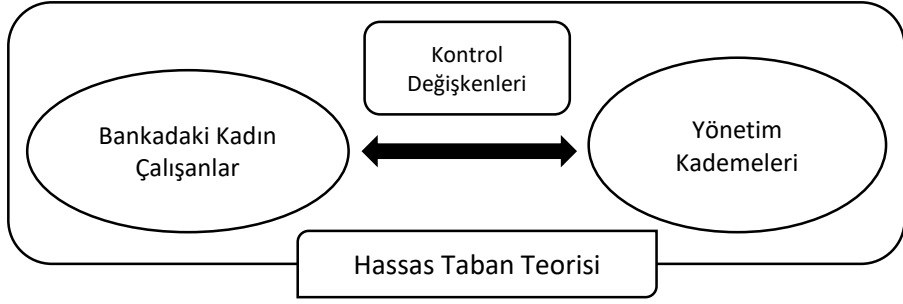 Kontrol
Değişkenleri
Bankadaki Kadın
Çalışanlar
Yönetim
Kademeleri
Hassas Taban Teorisi